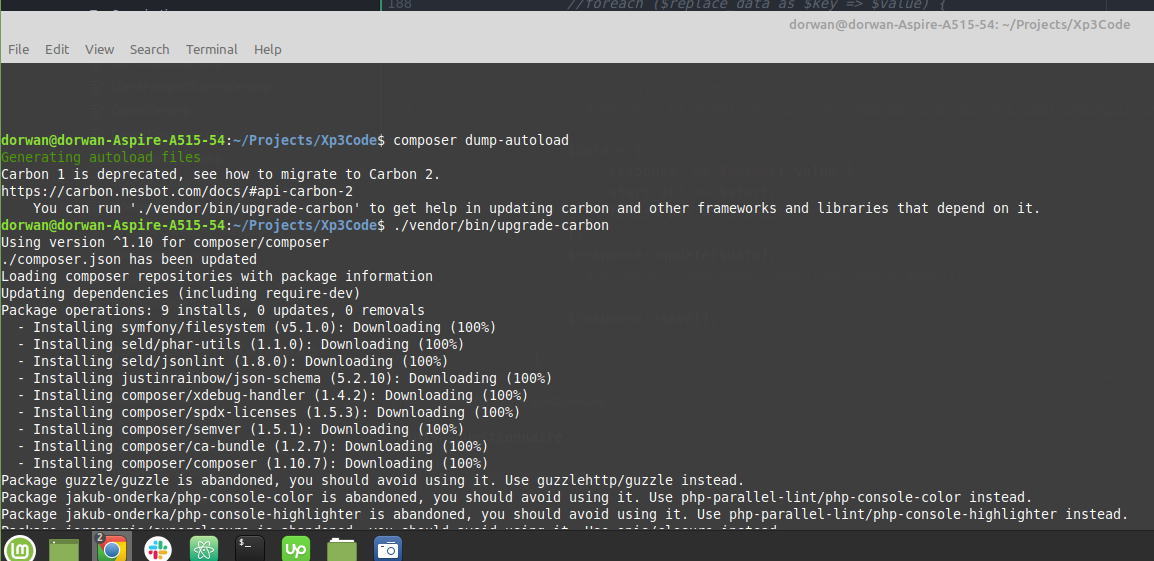 188 //foreach ($replace data as $key => $value) {
dorwan@dorwan-Aspire-A515-54: ~/Projects/Xp3Code
File Edit View Search Terminal Help
dorwan@dorwan-Aspire-A515-54:~/Projects/Xp3Code$ composer dump-autoload
Generating autoload files
Carbon 1 is deprecated, see how to migrate to Carbon 2.
https://carbon.nesbot.com/docs/#api-carbon-2
    You can run './vendor/bin/upgrade-carbon' to get help in updating carbon and other frameworks and libraries that depend on it.
dorwan@dorwan-Aspire-A515-54:~/Projects/Xp3Code$ ./vendor/bin/upgrade-carbon
Using version ^1.10 for composer/composer
./composer.json has been updated
Loading composer repositories with package information
Updating dependencies (including require-dev)
Package operations: 9 installs, 0 updates, 0 removals
  - Installing symfony/filesystem (v5.1.0): Downloading (100%)
  - Installing seld/phar-utils (1.1.0): Downloading (100%)
  - Installing seld/jsonlint (1.8.0): Downloading (100%)
  - Installing justinrainbow/json-schema (5.2.10): Downloading (100%)
  - Installing composer/xdebug-handler (1.4.2): Downloading (100%)
  - Installing composer/spdx-licenses (1.5.3): Downloading (100%)
  - Installing composer/semver (1.5.1): Downloading (100%)
  - Installing composer/ca-bundle (1.2.7): Downloading (100%)
  - Installing composer/composer (1.10.7): Downloading (100%)
Package guzzle/guzzle is abandoned, you should avoid using it. Use guzzlehttp/guzzle instead.
Package jakub-onderka/php-console-color is abandoned, you should avoid using it. Use php-parallel-lint/php-console-color instead.
Package jakub-onderka/php-console-highlighter is abandoned, you should avoid using it. Use php-parallel-lint/php-console-highlighter instead.
2
$_
up